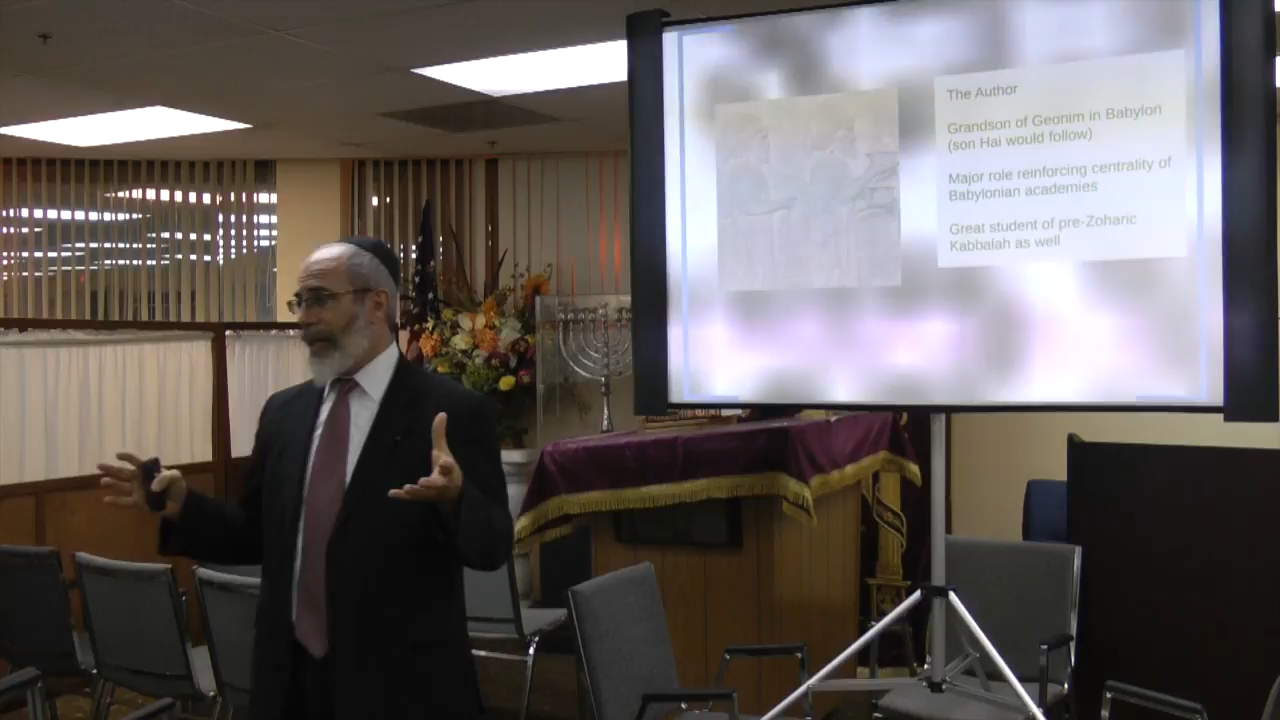 The Author
Grandson of Geonim in Babylon
(son Hai would follow)
Major role reinforcing centrality of
Babylonian academies
Great student of pre-Zoharic
Kabbalah as well